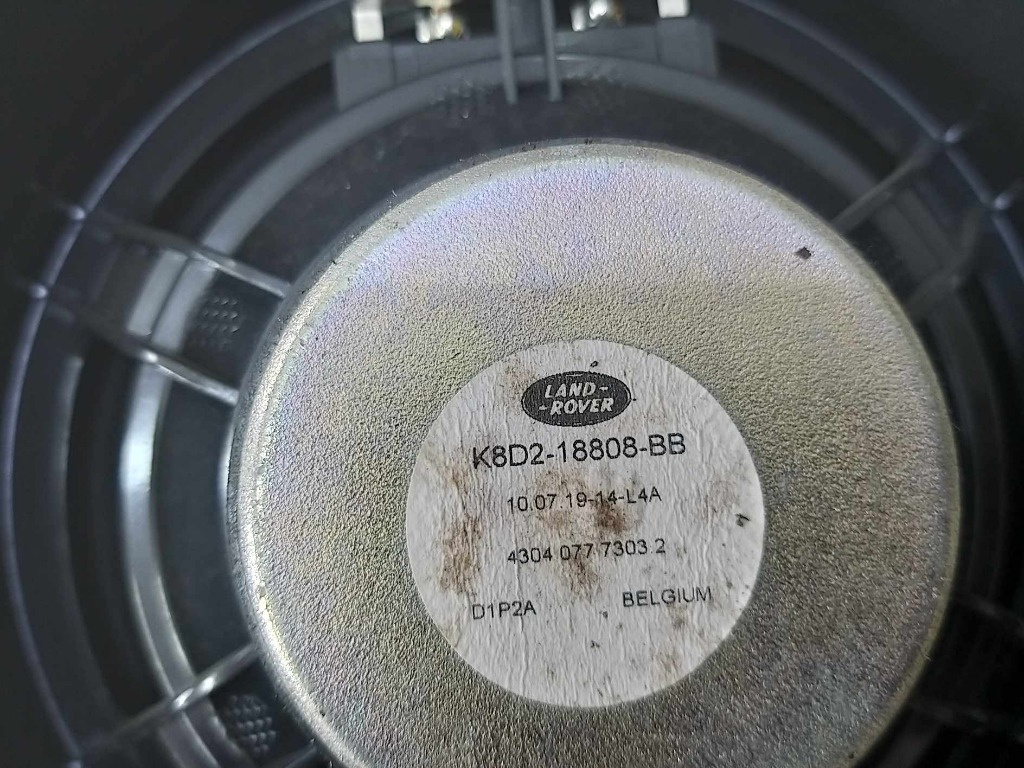 LAND-
-ROVER
K8D2-18808-BB
10.07.19-14-L4A
4304 077 7303 2
D1P2A BELGIUM